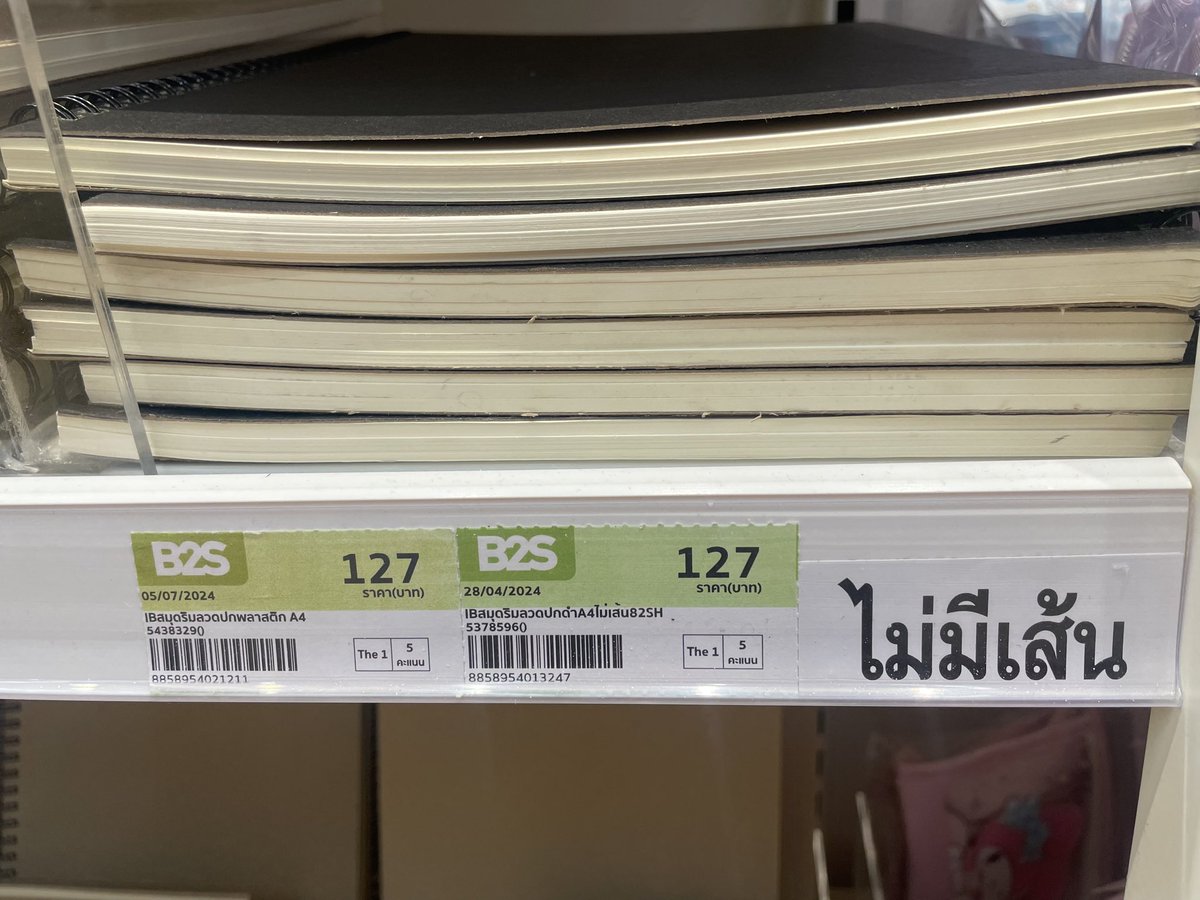 B2S
127
05/07/2024
ราคา(บาท)
IBสมุดริมลวดปกพลาสติก A4
5438329()
The 1
5
คะแนน
8858954021211
B2S
127
28/04/2024
ราคา(บาท)
IBสมุดริมลวดปกดำA4ไม่เส้น82SH
5378596()
The 1
5
คะแนน
8858954013247
ไม่มีเส้น